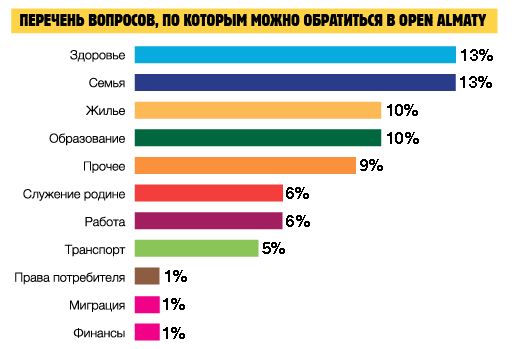 ПЕРЕЧЕНЬ ВОПРОСОВ, ПО КОТОРЫМ МОЖНО ОБРАТИТЬСЯ В OPEN ALMATY
Здоровье 13%
Семья 13%
Жилье 10%
Образование 10%
Прочее 9%
Служение родине 6%
Работа 6%
Транспорт 5%
Права потребителя 1%
Миграция 1%
Финансы 1%